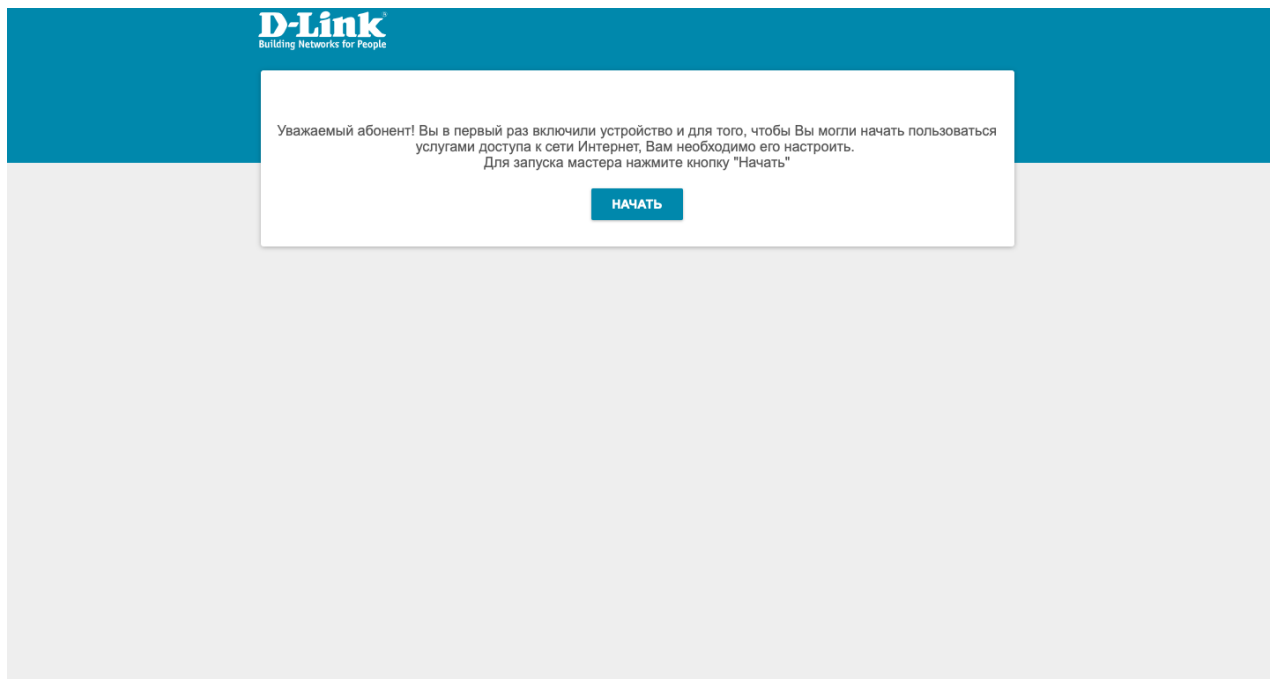 D-Link®
Building Networks for People
Уважаемый абонент! Вы в первый раз включили устройство и для того, чтобы Вы могли начать пользоваться
услугами доступа к сети Интернет, Вам необходимо его настроить.
Для запуска мастера нажмите кнопку "Начать"
НАЧАТЬ